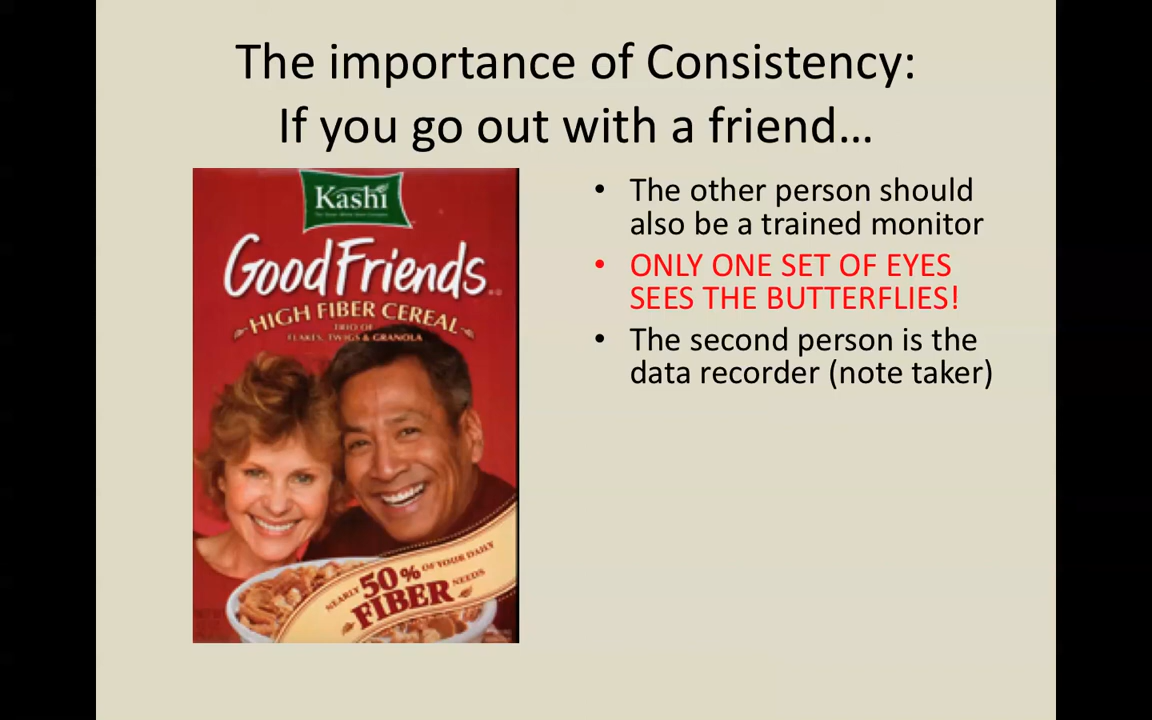 The importance of Consistency:
If you go out with a friend...
Kashi
Good Friends
HIGH FIBER CEREAL
TRIO OF
FLAKES, TWIGS & GRANOLA
NEARLY 50% OF YOUR DAILY
FIBER NEEDS
• The other person should
also be a trained monitor
• ONLY ONE SET OF EYES
SEES THE BUTTERFLIES!
• The second person is the
data recorder (note taker)